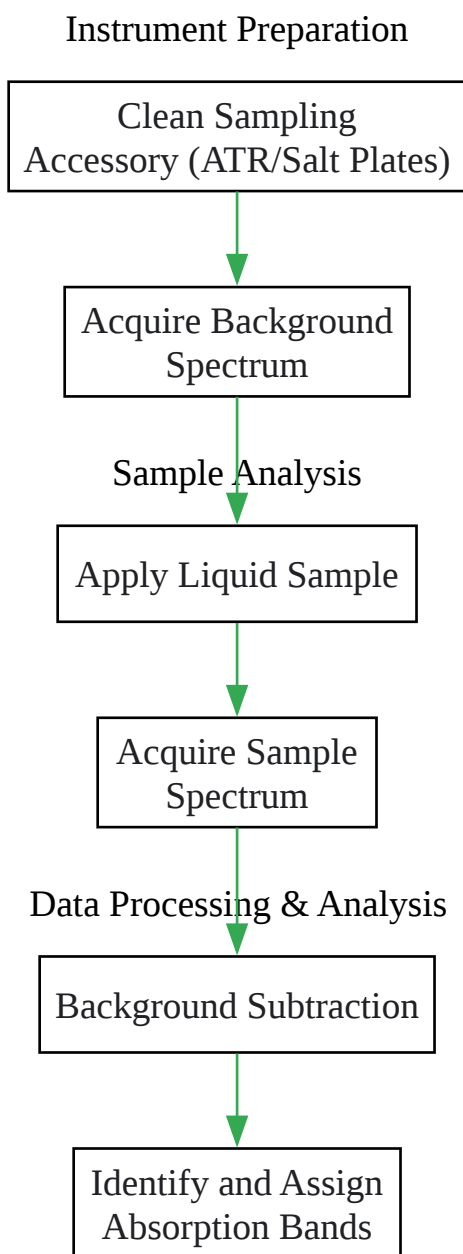 Instrument Preparation
Clean Sampling
Accessory (ATR/Salt Plates)
Acquire Background
Spectrum
Sample Analysis
Apply Liquid Sample
Acquire Sample
Spectrum
Data Processing & Analysis
Background Subtraction
Identify and Assign
Absorption Bands